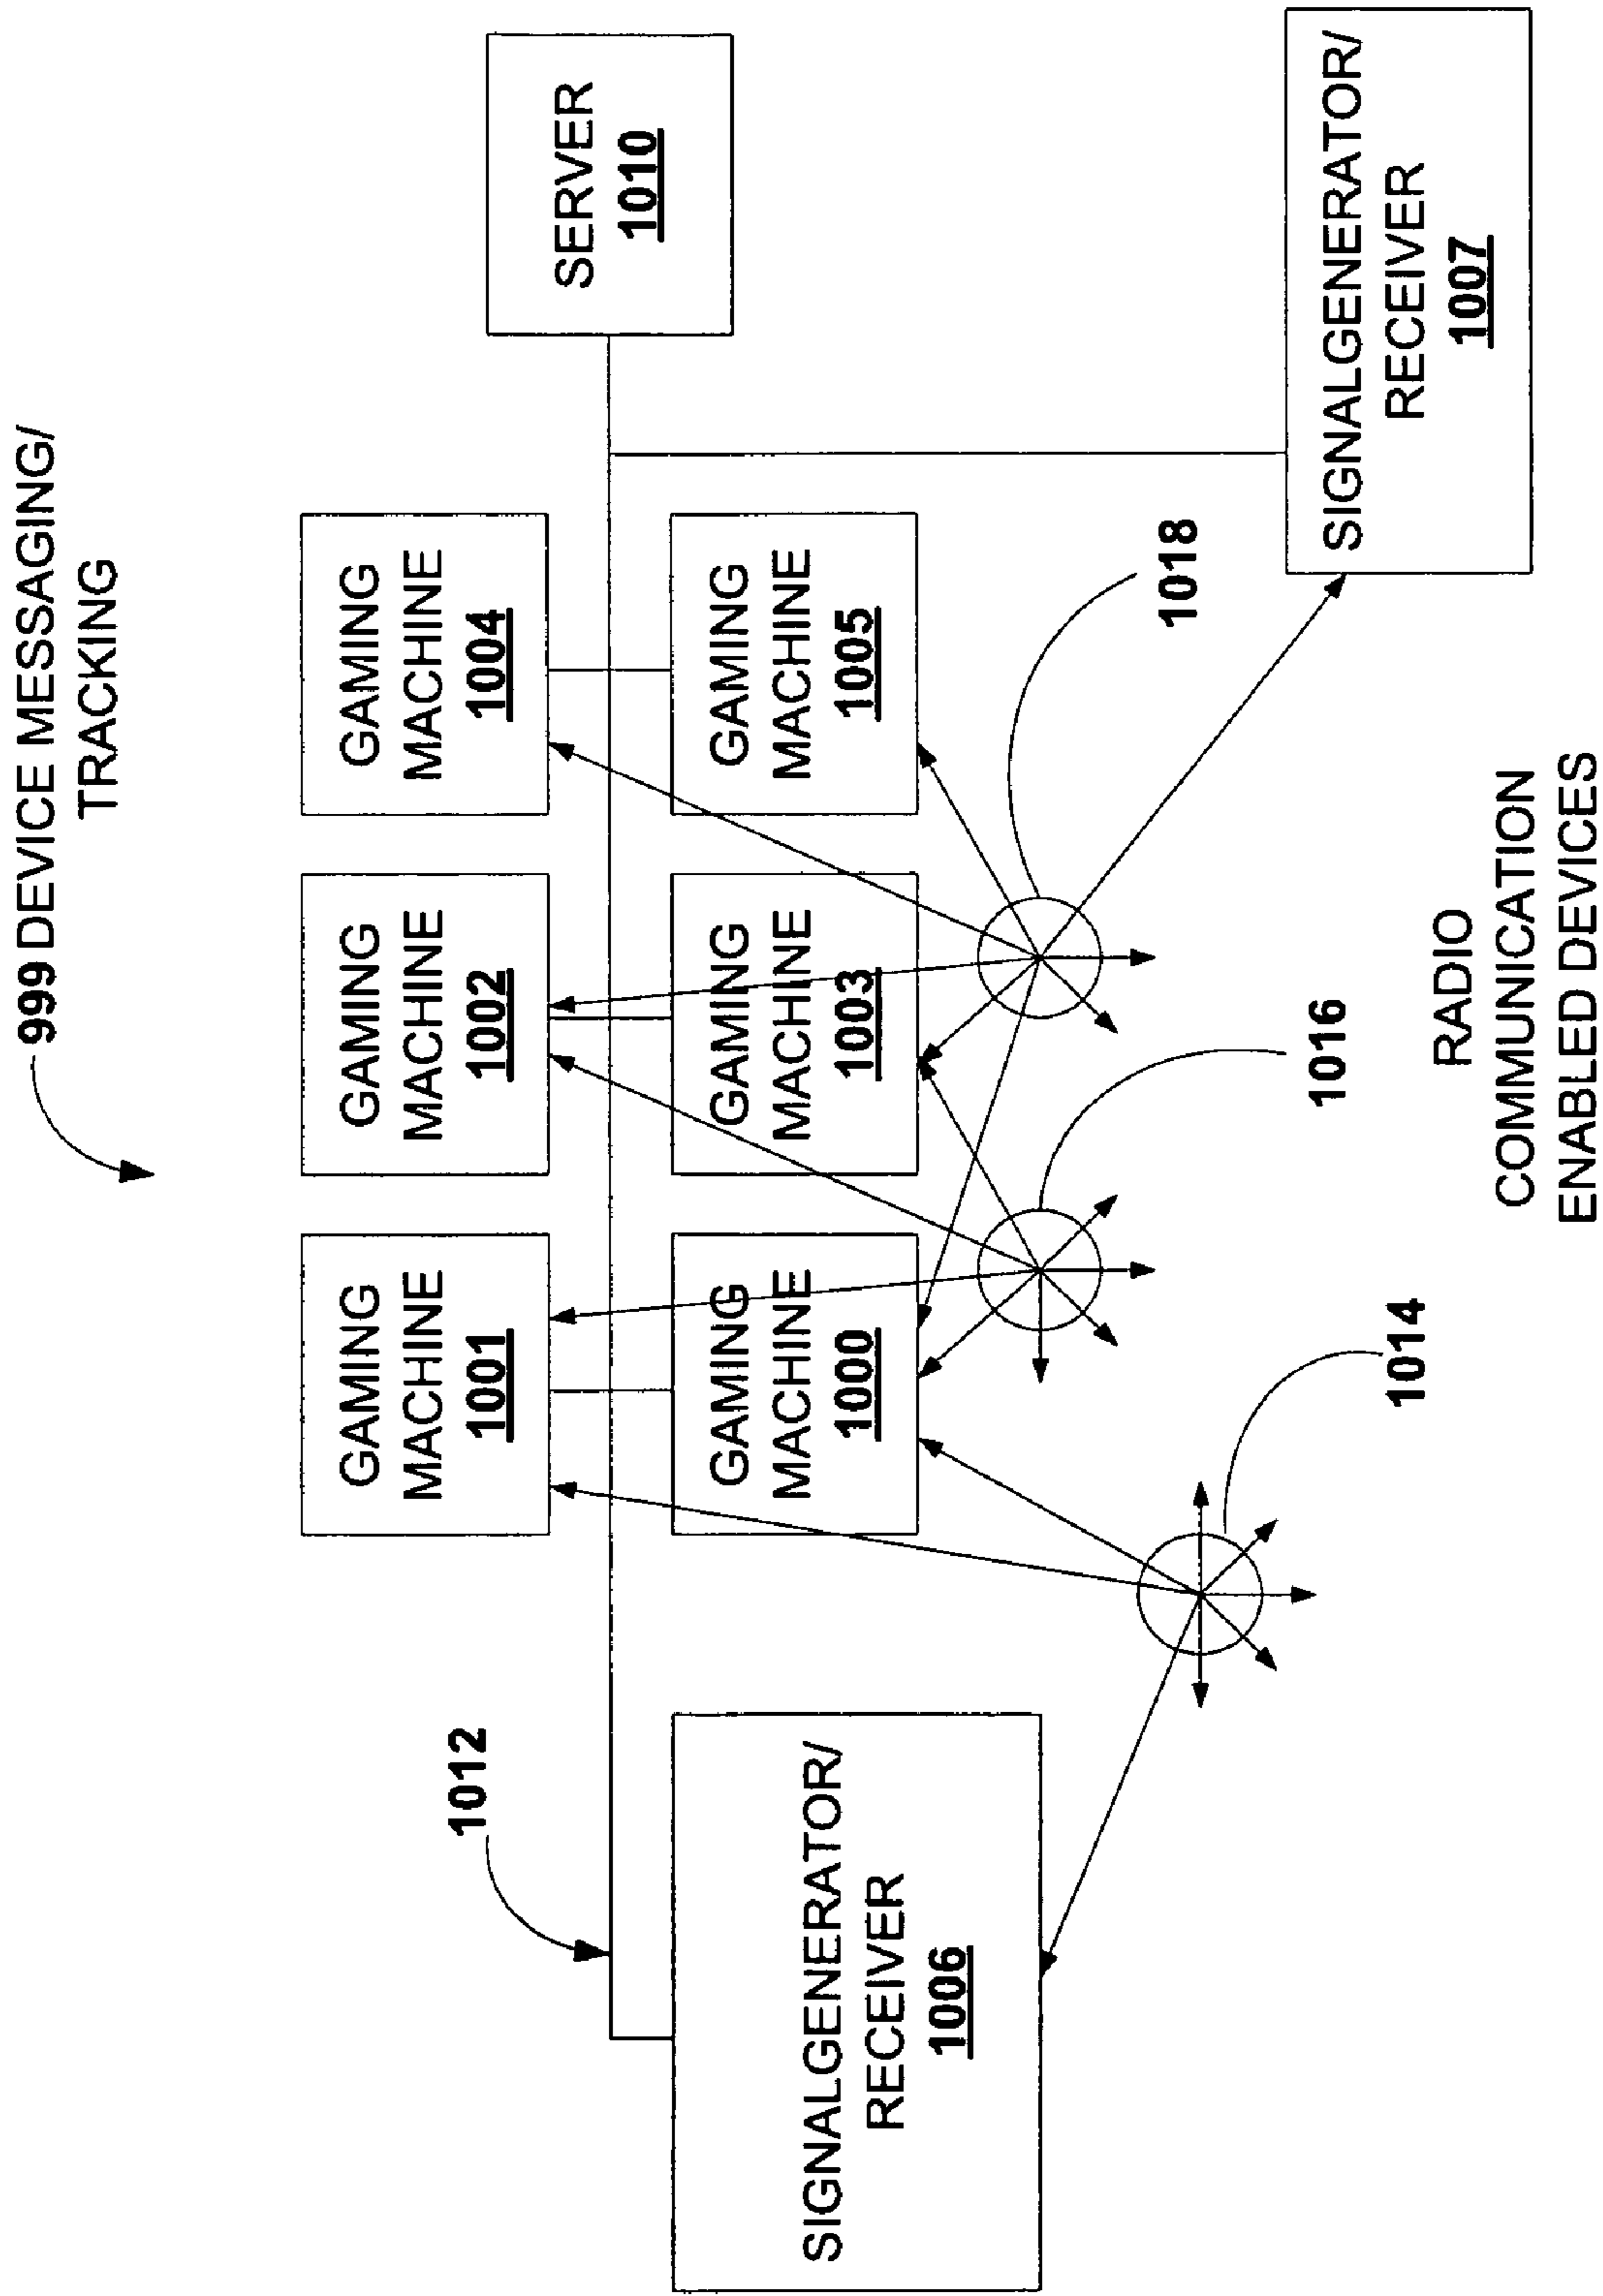 999 DEVICE MESSAGING/
TRACKING
1012
GAMING
MACHINE
1001
GAMING
MACHINE
1002
GAMING
MACHINE
1004
SERVER
1010
SIGNALGENERATOR/
RECEIVER
1006
GAMING
MACHINE
1000
GAMING
MACHINE
1003
GAMING
MACHINE
1005
1014
1016
1018
SIGNALGENERATOR/
RECEIVER
1007
RADIO
COMMUNICATION
ENABLED DEVICES